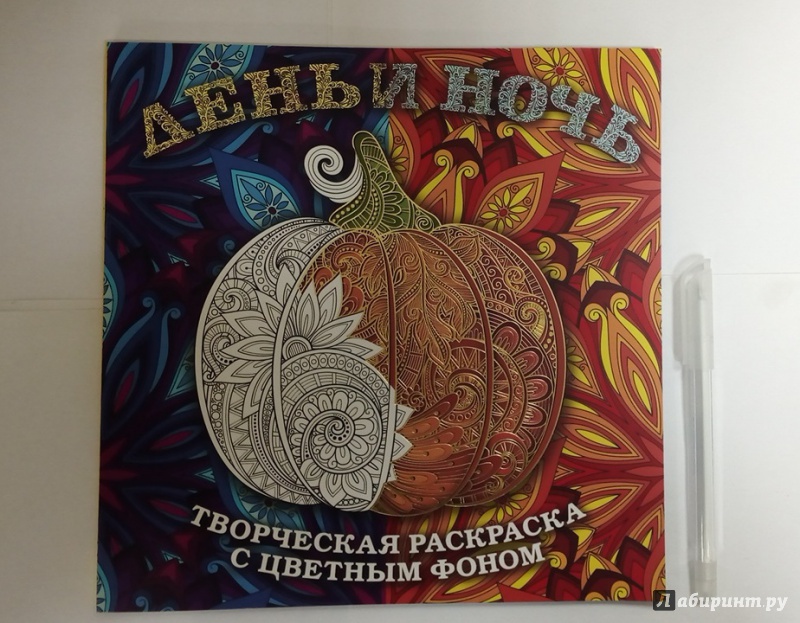 ДЕНЬ И НОЧЬ
ТВОРЧЕСКАЯ РАСКРАСКА
С ЦВЕТНЫМ ФОНОМ
Лабиринт.ру